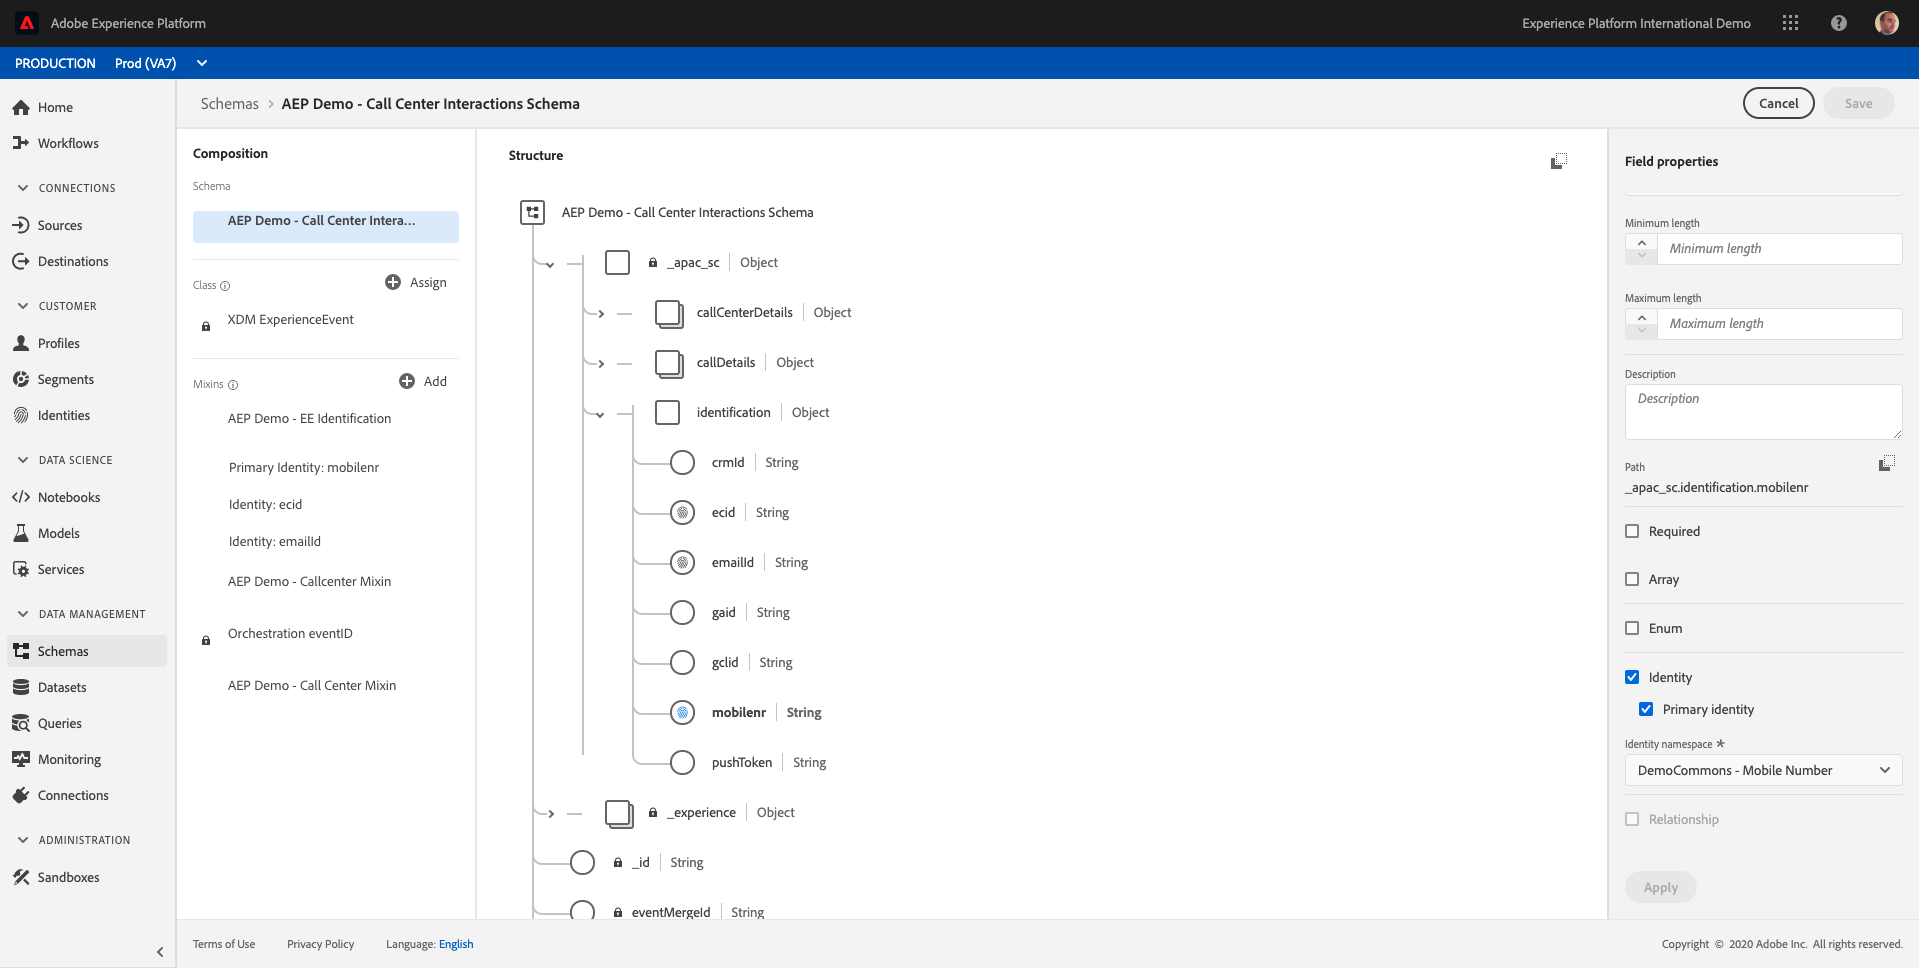 Adobe Experience Platform
Experience Platform International Demo
PRODUCTION Prod (VA7)
Home
Workflows
CONNECTIONS
Sources
Destinations
CUSTOMER
Profiles
Segments
Identities
DATA SCIENCE
Notebooks
Models
Services
DATA MANAGEMENT
Schemas
Datasets
Queries
Monitoring
Connections
ADMINISTRATION
Sandboxes
Schemas > AEP Demo - Call Center Interactions Schema
Cancel
Save
Composition
Schema
AEP Demo - Call Center Intera...
Class
Assign
XDM ExperienceEvent
Mixins
Add
AEP Demo - EE Identification
Primary Identity: mobilenr
Identity: ecid
Identity: emailId
AEP Demo - Callcenter Mixin
Orchestration eventID
AEP Demo - Call Center Mixin
Structure
AEP Demo - Call Center Interactions Schema
_apac_sc | Object
callCenterDetails | Object
callDetails | Object
identification | Object
crmId | String
ecid | String
emailId | String
gaid | String
gclid | String
mobilenr | String
pushToken | String
_experience | Object
_id | String
eventMergeId | String
Field properties
Minimum length
Minimum length
Maximum length
Maximum length
Description
Description
Path
_apac_sc.identification.mobilenr
Required
Array
Enum
Identity
Primary identity
Identity namespace *
DemoCommons - Mobile Number
Relationship
Apply
Terms of Use Privacy Policy Language: English
Copyright © 2020 Adobe Inc. All rights reserved.